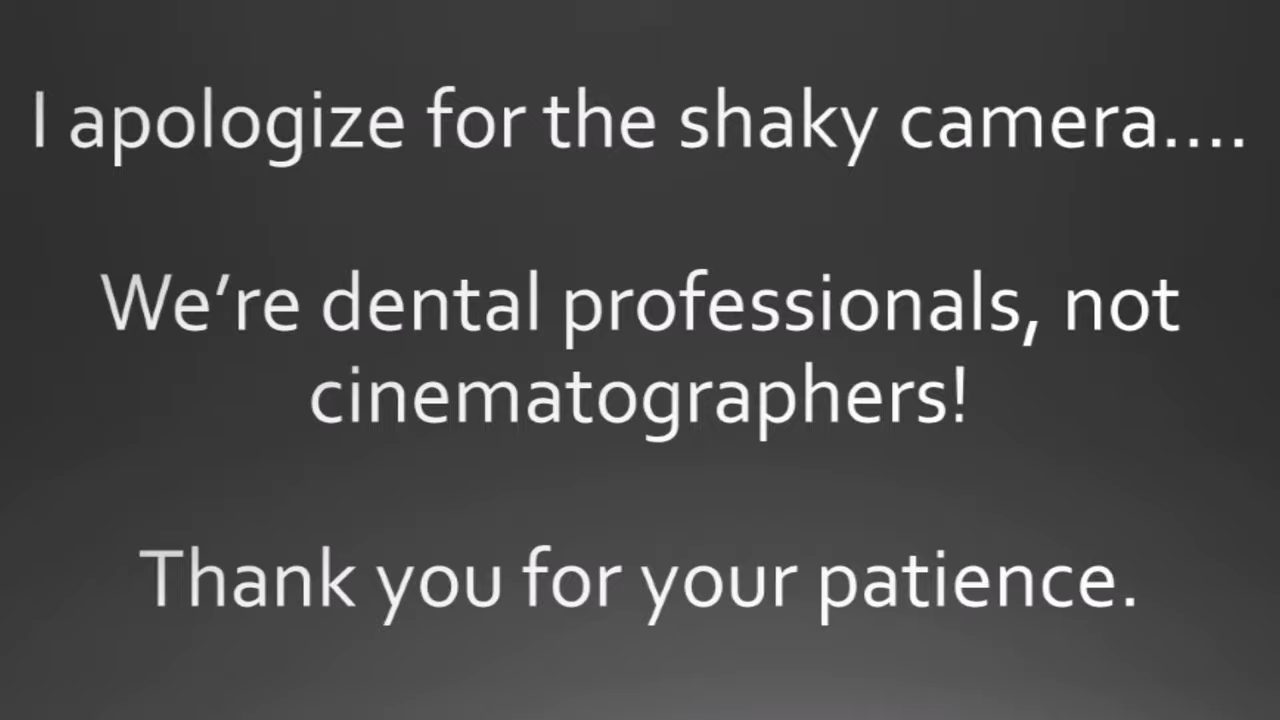 I apologize for the shaky camera....
We’re dental professionals, not
cinematographers!
Thank you for your patience.